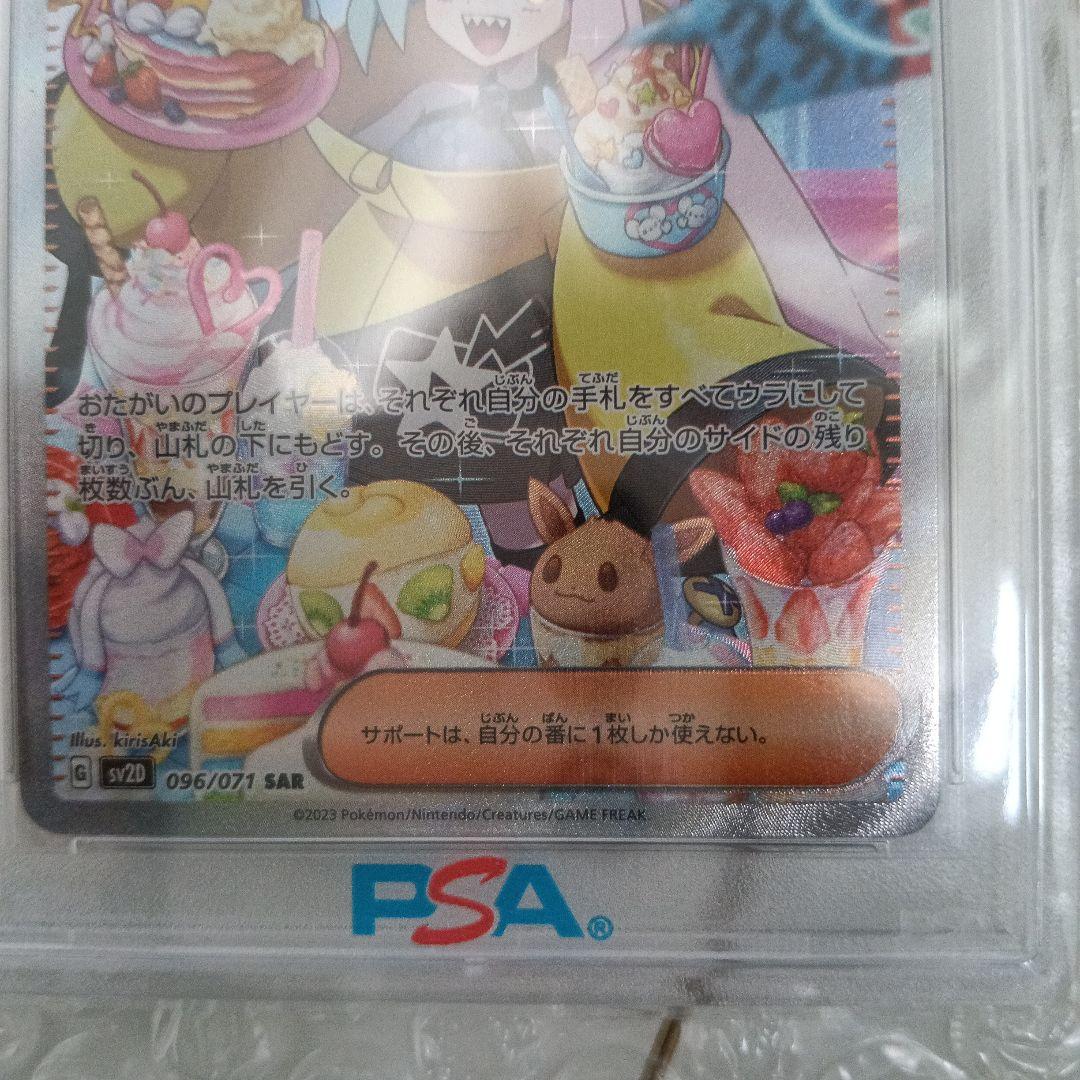 おたがいのプレイヤーは、それぞれ自分の手札をすべてウラにして
切り、山札の下にもどす。その後、それぞれ自分のサイドの残り
枚数ぶん、山札を引く。
サポートは、自分の番に1枚しか使えない。
Illus. kirisAki
G sv2D 096/071 SAR
©2023 Pokémon/Nintendo/Creatures/GAME FREAK
PSA®